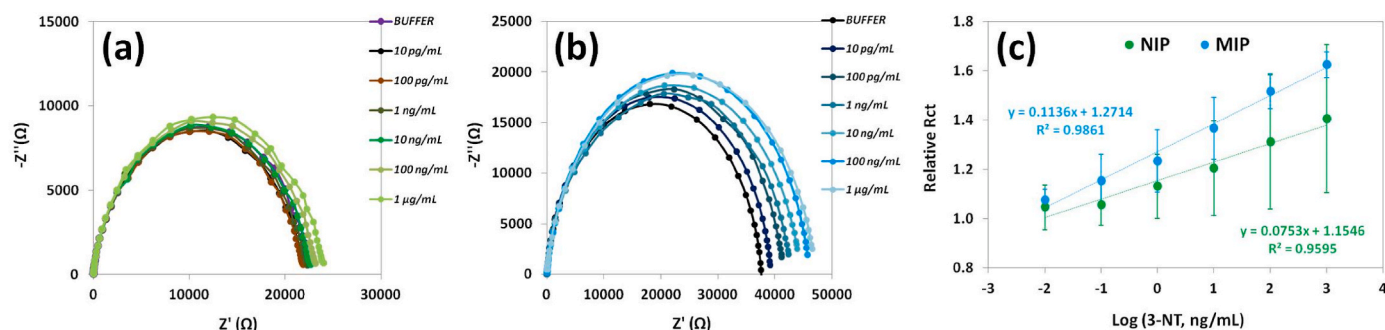 (a)
15000
10000
5000
0
-Z''(Ω)
0
10000
20000
30000
Z' (Ω)
BUFFER
10 pg/mL
100 pg/mL
1 ng/mL
10 ng/mL
100 ng/mL
1 µg/mL
(b)
25000
20000
15000
10000
5000
0
-Z''(Ω)
0
10000
20000
30000
40000
50000
Z' (Ω)
BUFFER
10 pg/mL
100 pg/mL
1 ng/mL
10 ng/mL
100 ng/mL
1 µg/mL
(c)
NIP
MIP
1.8
1.6
1.4
1.2
1.0
0.8
Relative Rct
y = 0.1136x + 1.2714
R² = 0.9861
y = 0.0753x + 1.1546
R² = 0.9595
-3
-2
-1
0
1
2
3
4
Log (3-NT, ng/mL)